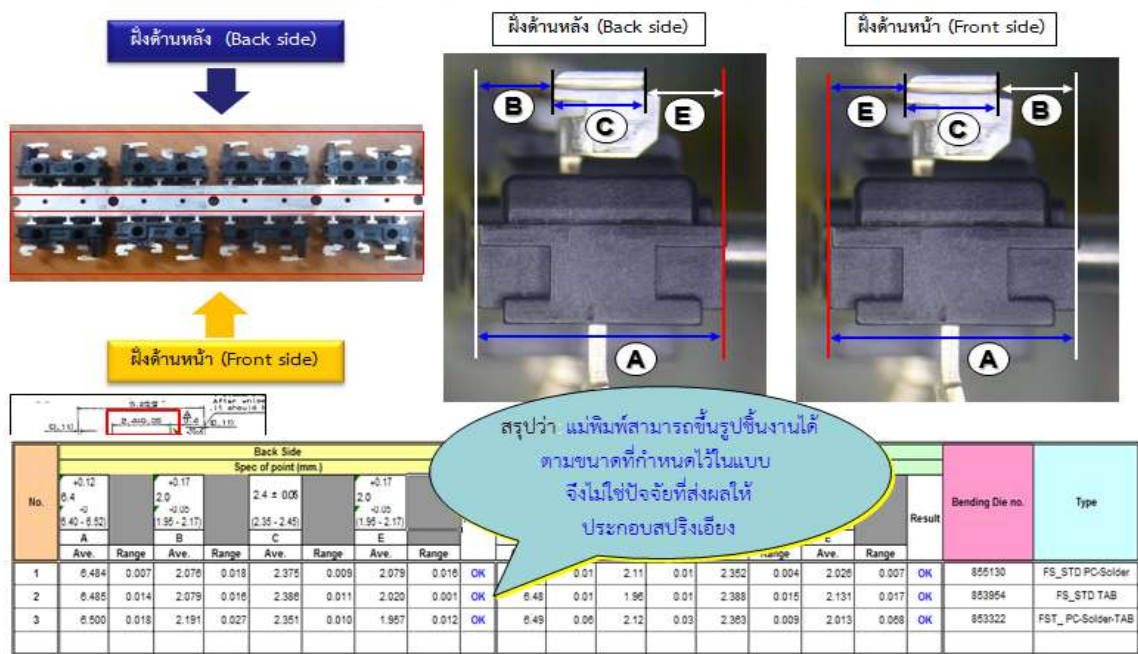 ฝั่งด้านหลัง (Back side)
ฝั่งด้านหลัง (Back side)
ฝั่งด้านหน้า (Front side)
B
C
E
A
E
C
B
A
ฝั่งด้านหน้า (Front side)
2.4±0.05
สรุปว่า แม่พิมพ์สามารถขึ้นรูปชิ้นงานได้
ตามขนาดที่กำหนดไว้ในแบบ
จึงไม่ใช่ปัจจัยที่ส่งผลให้
ประกอบสปริงเอียง
No. Back Side Result Bending Die no. Type
Spec of point (mm.)
+0.12 +0.17 +0.17
6.4 2.0 2.4 ± 0.05 2.0
-0 -0.05 -0.05
(6.40 - 6.52) (1.95 - 2.17) (2.35 - 2.45) (1.95 - 2.17)
A B C E
Ave. Range Ave. Range Ave. Range Ave. Range Range Ave. Range Ave. Range
1 6.484 0.007 2.076 0.018 2.375 0.009 2.079 0.016 OK 0.01 2.11 0.01 2.352 0.004 2.026 0.007 OK 855130 FS_STD PC-Solder
2 6.485 0.014 2.079 0.016 2.386 0.011 2.020 0.001 OK 6.48 0.01 1.96 0.01 2.388 0.015 2.131 0.017 OK 853954 FS_STD TAB
3 6.500 0.018 2.191 0.027 2.351 0.010 1.957 0.012 OK 6.49 0.06 2.12 0.03 2.363 0.009 2.013 0.068 OK 853322 FST_ PC-Solder-TAB